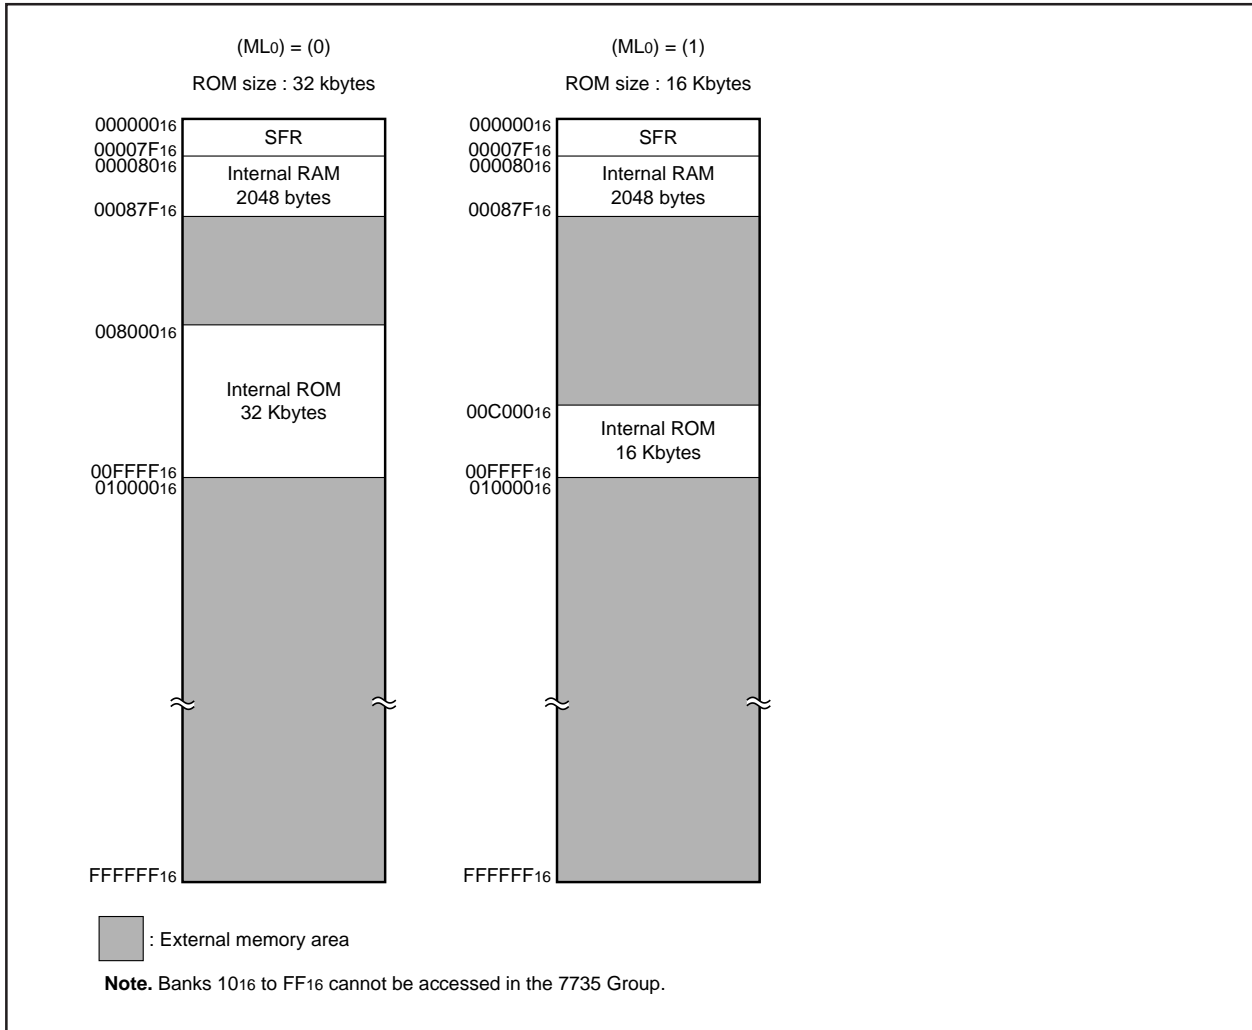 (ML0) = (0)
ROM size : 32 kbytes
00000016
SFR
00007F16
00008016
Internal RAM
2048 bytes
00087F16
00800016
Internal ROM
32 Kbytes
00FFFF16
01000016
FFFFFF16
(ML0) = (1)
ROM size : 16 Kbytes
00000016
SFR
00007F16
00008016
Internal RAM
2048 bytes
00087F16
00C00016
Internal ROM
16 Kbytes
00FFFF16
01000016
FFFFFF16
: External memory area
Note. Banks 1016 to FF16 cannot be accessed in the 7735 Group.